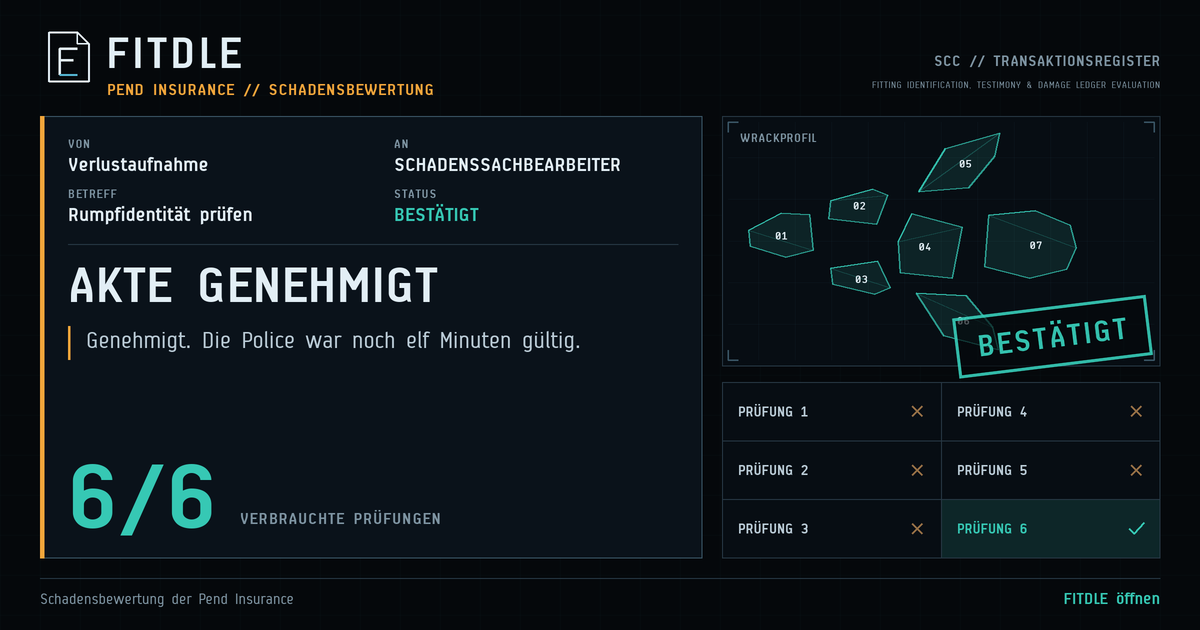 FITDLE
PEND INSURANCE // SCHADENSBEWERTUNG
SCC // TRANSAKTIONSREGISTER
FITTING IDENTIFICATION, TESTIMONY & DAMAGE LEDGER EVALUATION
VON
Verlustaufnahme
AN
SCHADENSSACHBEARBEITER
BETREFF
Rumpfidentität prüfen
STATUS
BESTÄTIGT
AKTE GENEHMIGT
Genehmigt. Die Police war noch elf Minuten gültig.
6/6
VERBRAUCHTE PRÜFUNGEN
WRACKPROFIL
05
02
01
04
07
03
06
BESTÄTIGT
PRÜFUNG 1
PRÜFUNG 4
PRÜFUNG 2
PRÜFUNG 5
PRÜFUNG 3
PRÜFUNG 6
Schadensbewertung der Pend Insurance
FITDLE öffnen